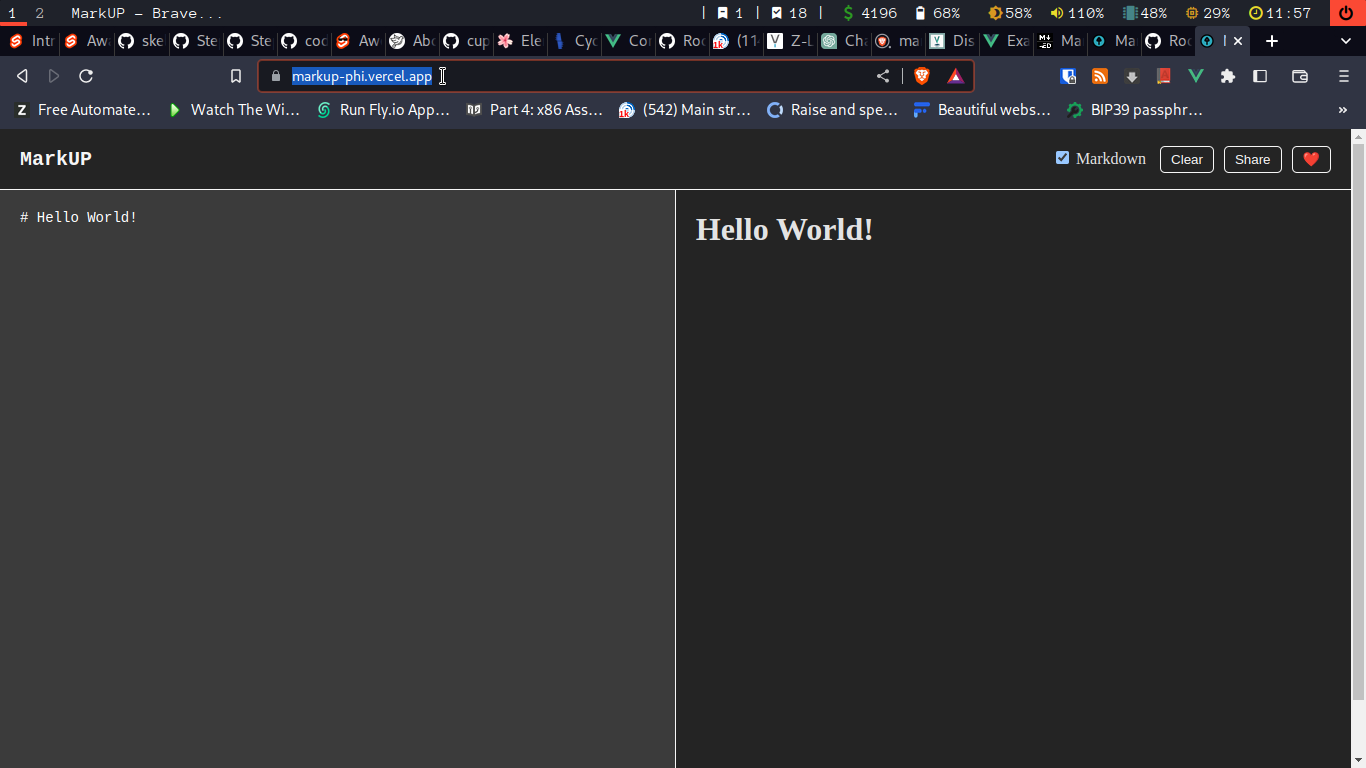 1 2 MarkUP – Brave... | 1 | 18 | $ 4196 68% 58% 110% 48% 29% 11:57
Intr Awa ske Ste Ste coc Aw Abc cup Ele Cyc Cor Roc (11 Z-L Cha ma Dis Exa Ma Ma Roc
markup-phi.vercel.app
Free Automate... Watch The Wi... Run Fly.io App... Part 4: x86 Ass... (542) Main str... Raise and spe... Beautiful webs... BIP39 passphr... »
MarkUP Markdown Clear Share ❤️
# Hello World!
Hello World!